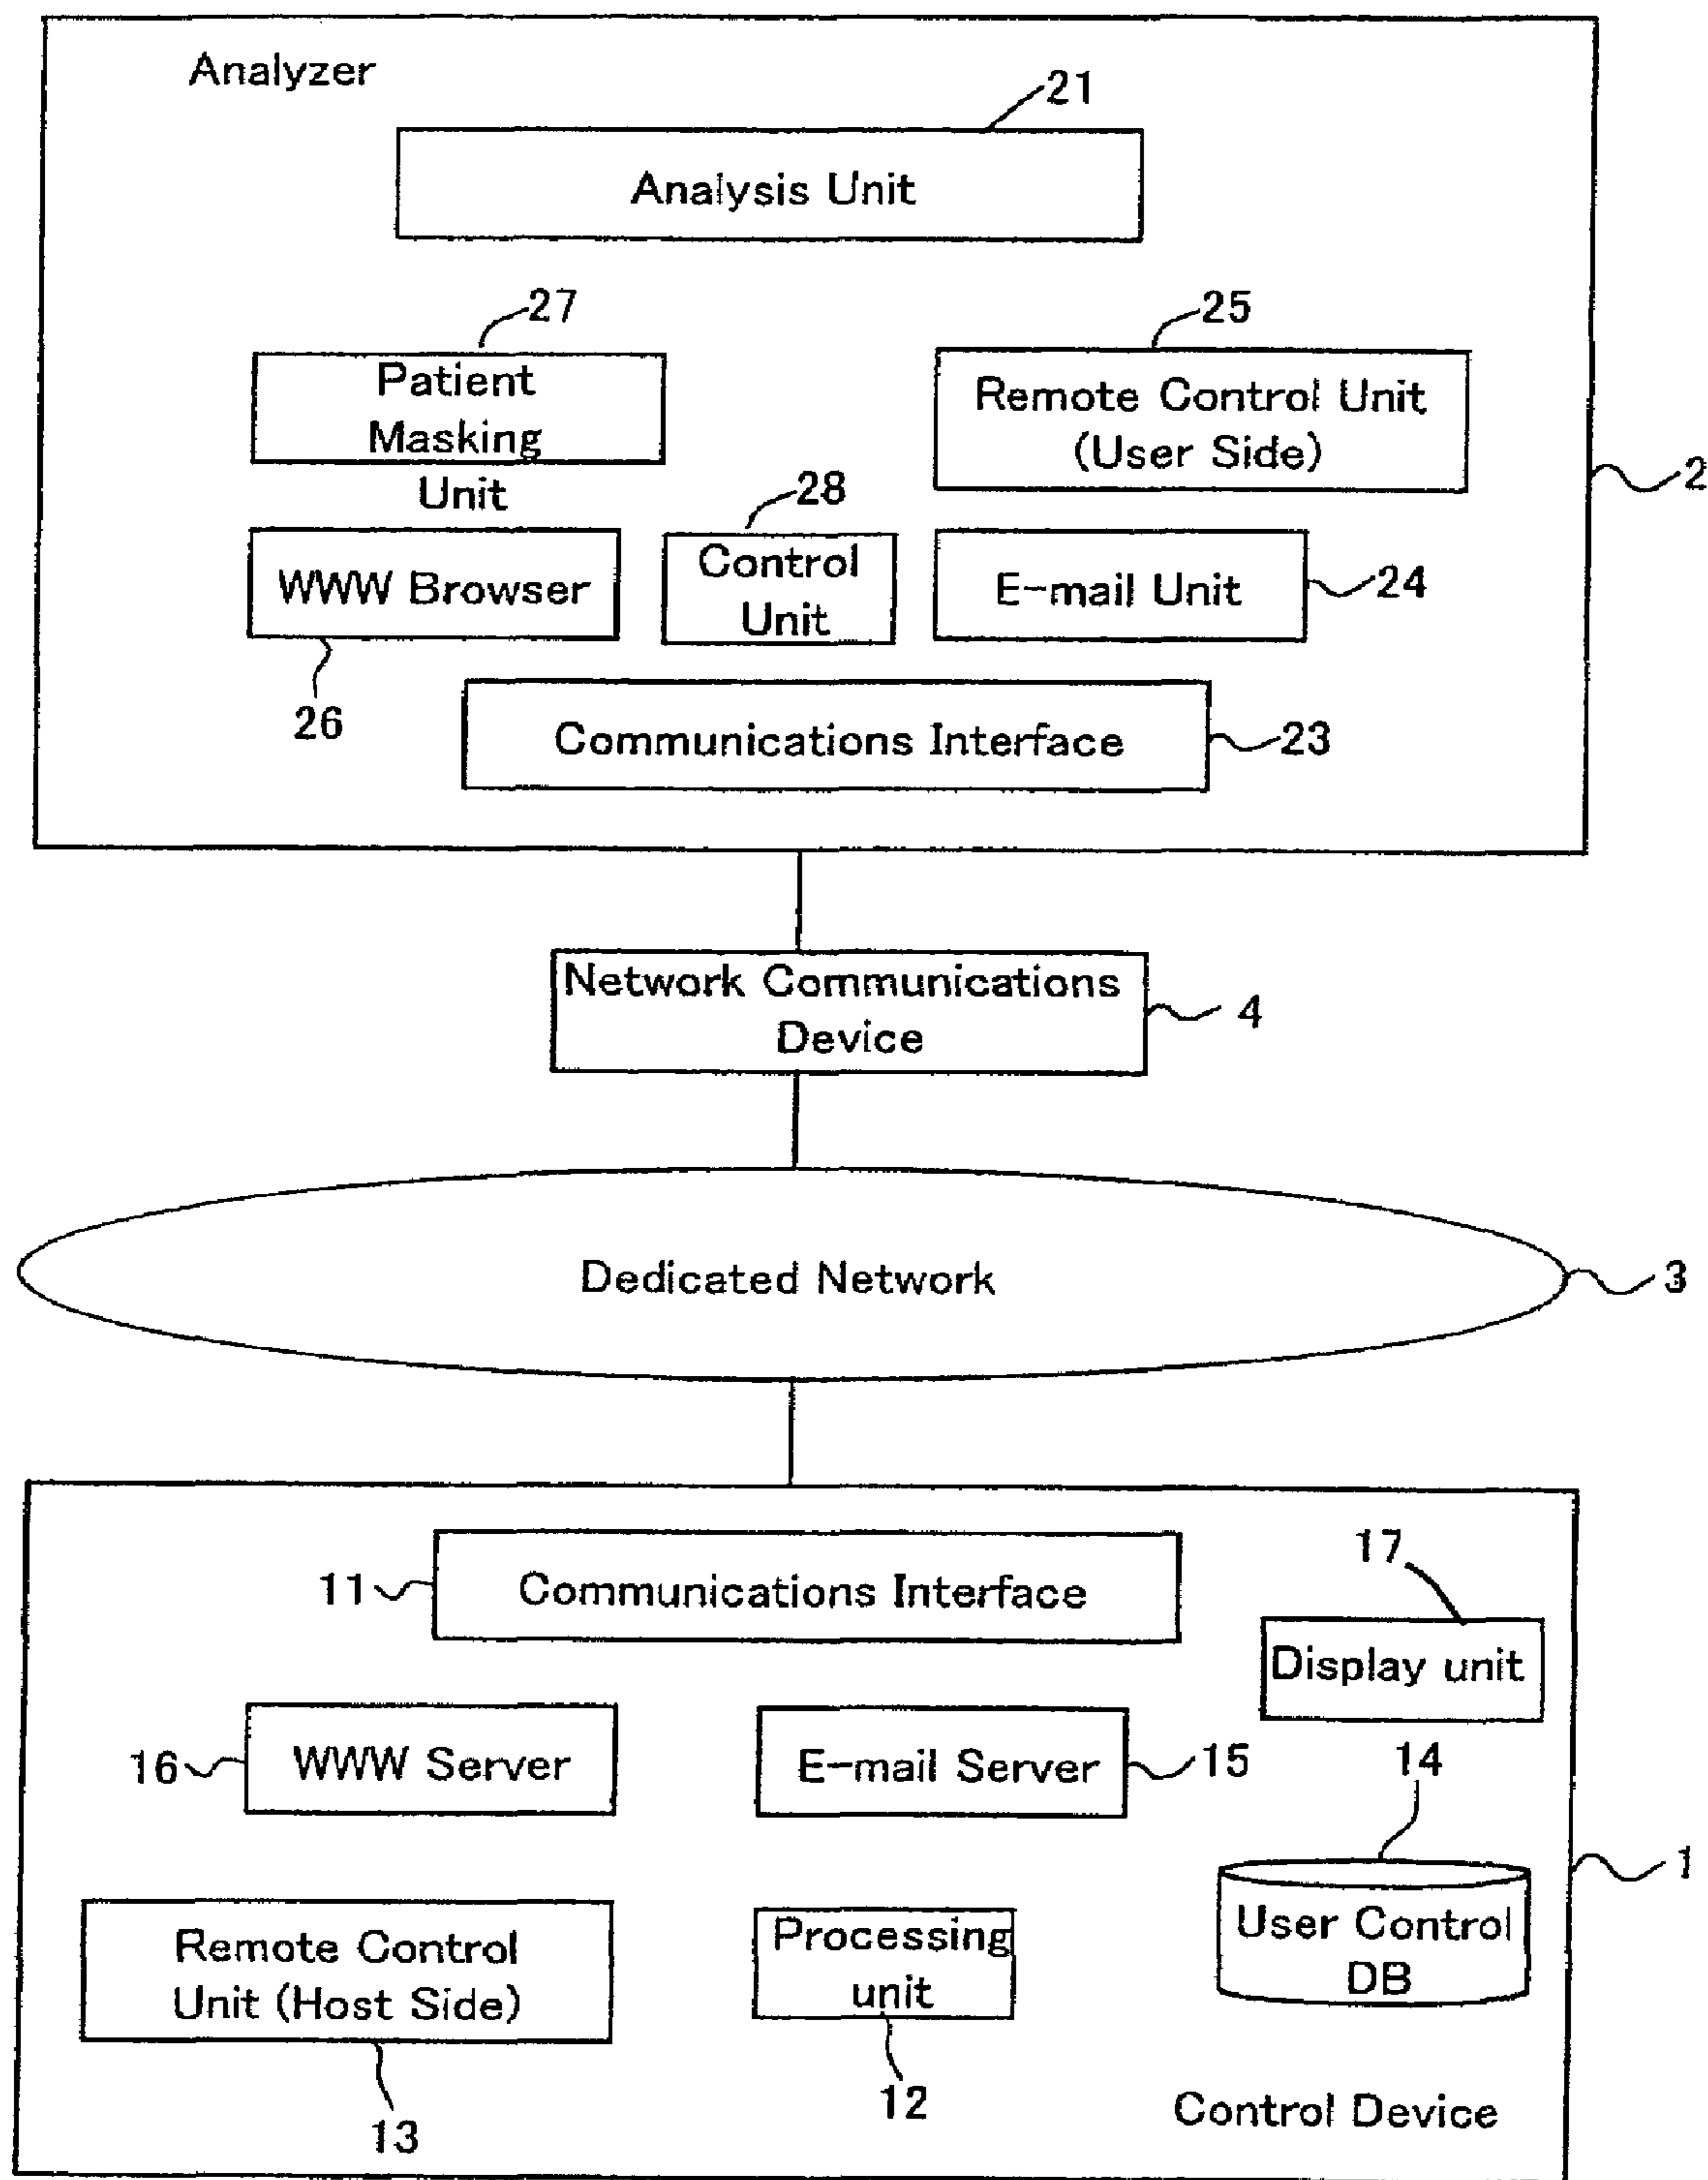 Analyzer
21
Analysis Unit
27
25
Patient
Masking
Unit
Remote Control Unit
(User Side)
2
28
WWW Browser
Control
Unit
E-mail Unit
24
26
Communications Interface
23
Network Communications
Device
4
Dedicated Network
3
11
Communications Interface
17
Display unit
16
WWW Server
E-mail Server
15
14
1
Remote Control
Unit (Host Side)
Processing
unit
User Control
DB
13
12
Control Device